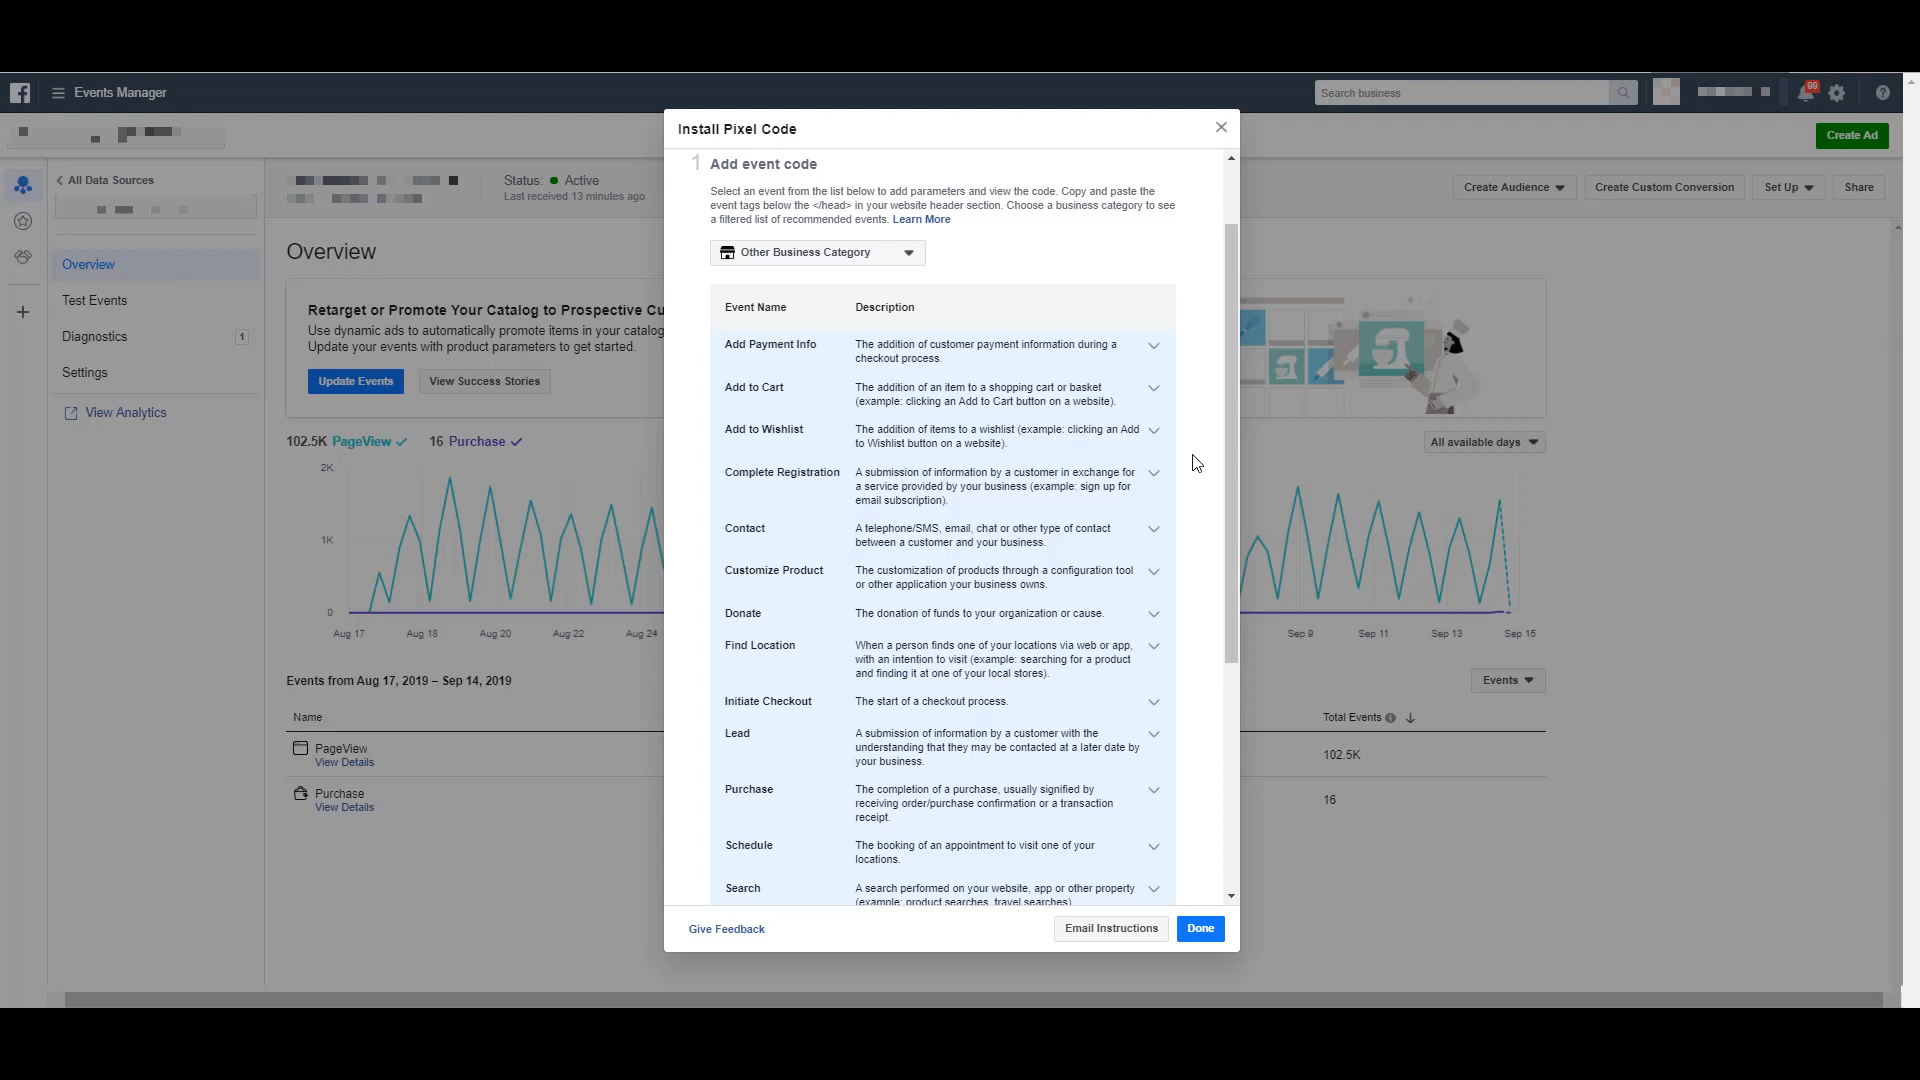 Events Manager
Search business
99
Create Ad
Install Pixel Code
All Data Sources
Status: Active
Last received 13 minutes ago
Create Audience
Create Custom Conversion
Set Up
Share
Overview
Test Events
Diagnostics
1
Settings
View Analytics
Overview
Retarget or Promote Your Catalog to Prospective Cu
Use dynamic ads to automatically promote items in your catalog
Update your events with product parameters to get started.
Update Events
View Success Stories
102.5K PageView
16 Purchase
All available days
2K
1K
0
Aug 17
Aug 18
Aug 20
Aug 22
Aug 24
Sep 9
Sep 11
Sep 13
Sep 15
Events from Aug 17, 2019 – Sep 14, 2019
Events
Name
Total Events
PageView
View Details
102.5K
Purchase
View Details
16
1 Add event code
Select an event from the list below to add parameters and view the code. Copy and paste the
event tags below the </head> in your website header section. Choose a business category to see
a filtered list of recommended events. Learn More
Other Business Category
Event Name
Description
Add Payment Info
The addition of customer payment information during a
checkout process.
Add to Cart
The addition of an item to a shopping cart or basket
(example: clicking an Add to Cart button on a website).
Add to Wishlist
The addition of items to a wishlist (example: clicking an Add
to Wishlist button on a website).
Complete Registration
A submission of information by a customer in exchange for
a service provided by your business (example: sign up for
email subscription).
Contact
A telephone/SMS, email, chat or other type of contact
between a customer and your business.
Customize Product
The customization of products through a configuration tool
or other application your business owns.
Donate
The donation of funds to your organization or cause.
Find Location
When a person finds one of your locations via web or app,
with an intention to visit (example: searching for a product
and finding it at one of your local stores).
Initiate Checkout
The start of a checkout process.
Lead
A submission of information by a customer with the
understanding that they may be contacted at a later date by
your business.
Purchase
The completion of a purchase, usually signified by
receiving order/purchase confirmation or a transaction
receipt.
Schedule
The booking of an appointment to visit one of your
locations.
Search
A search performed on your website, app or other property
(example: product searches, travel searches)
Give Feedback
Email Instructions
Done